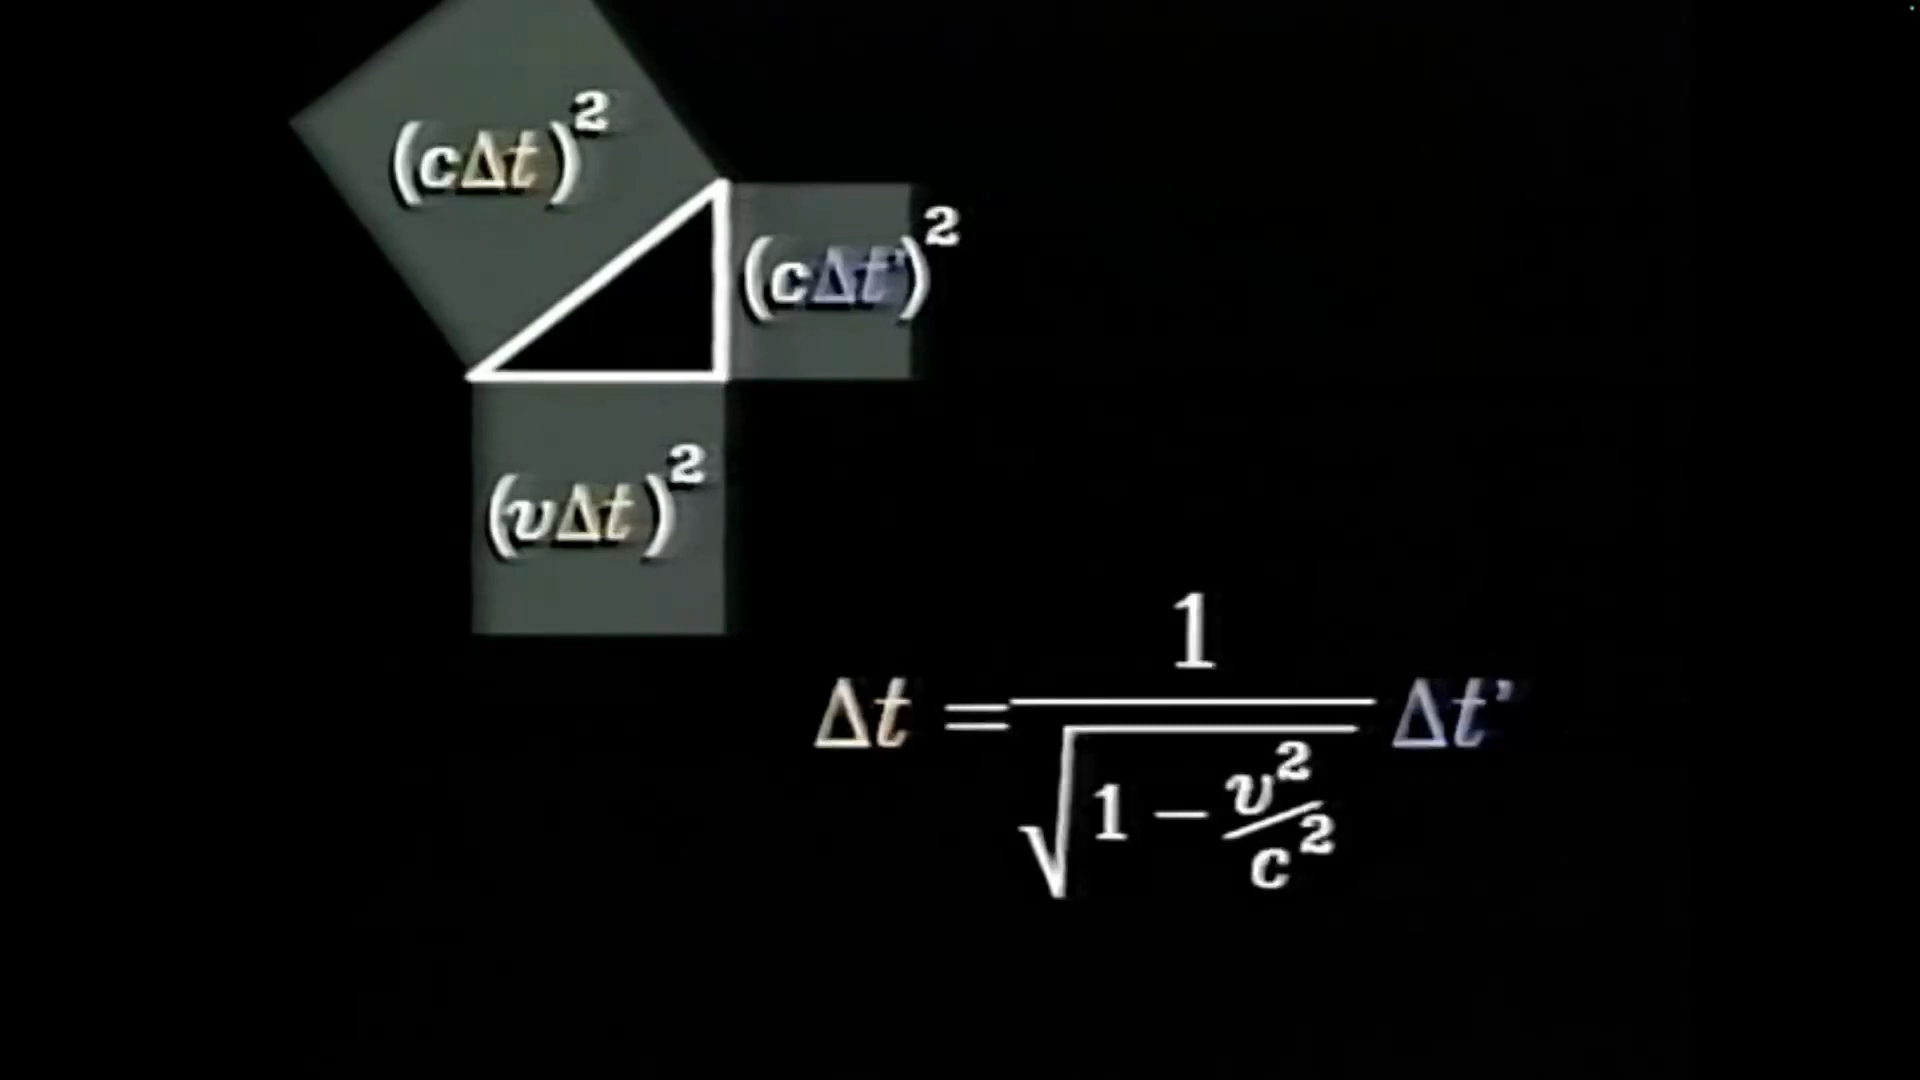 (cΔt)²
(cΔt')²
(vΔt)²
Δt = 1/√(1 − v²/c²) Δt'